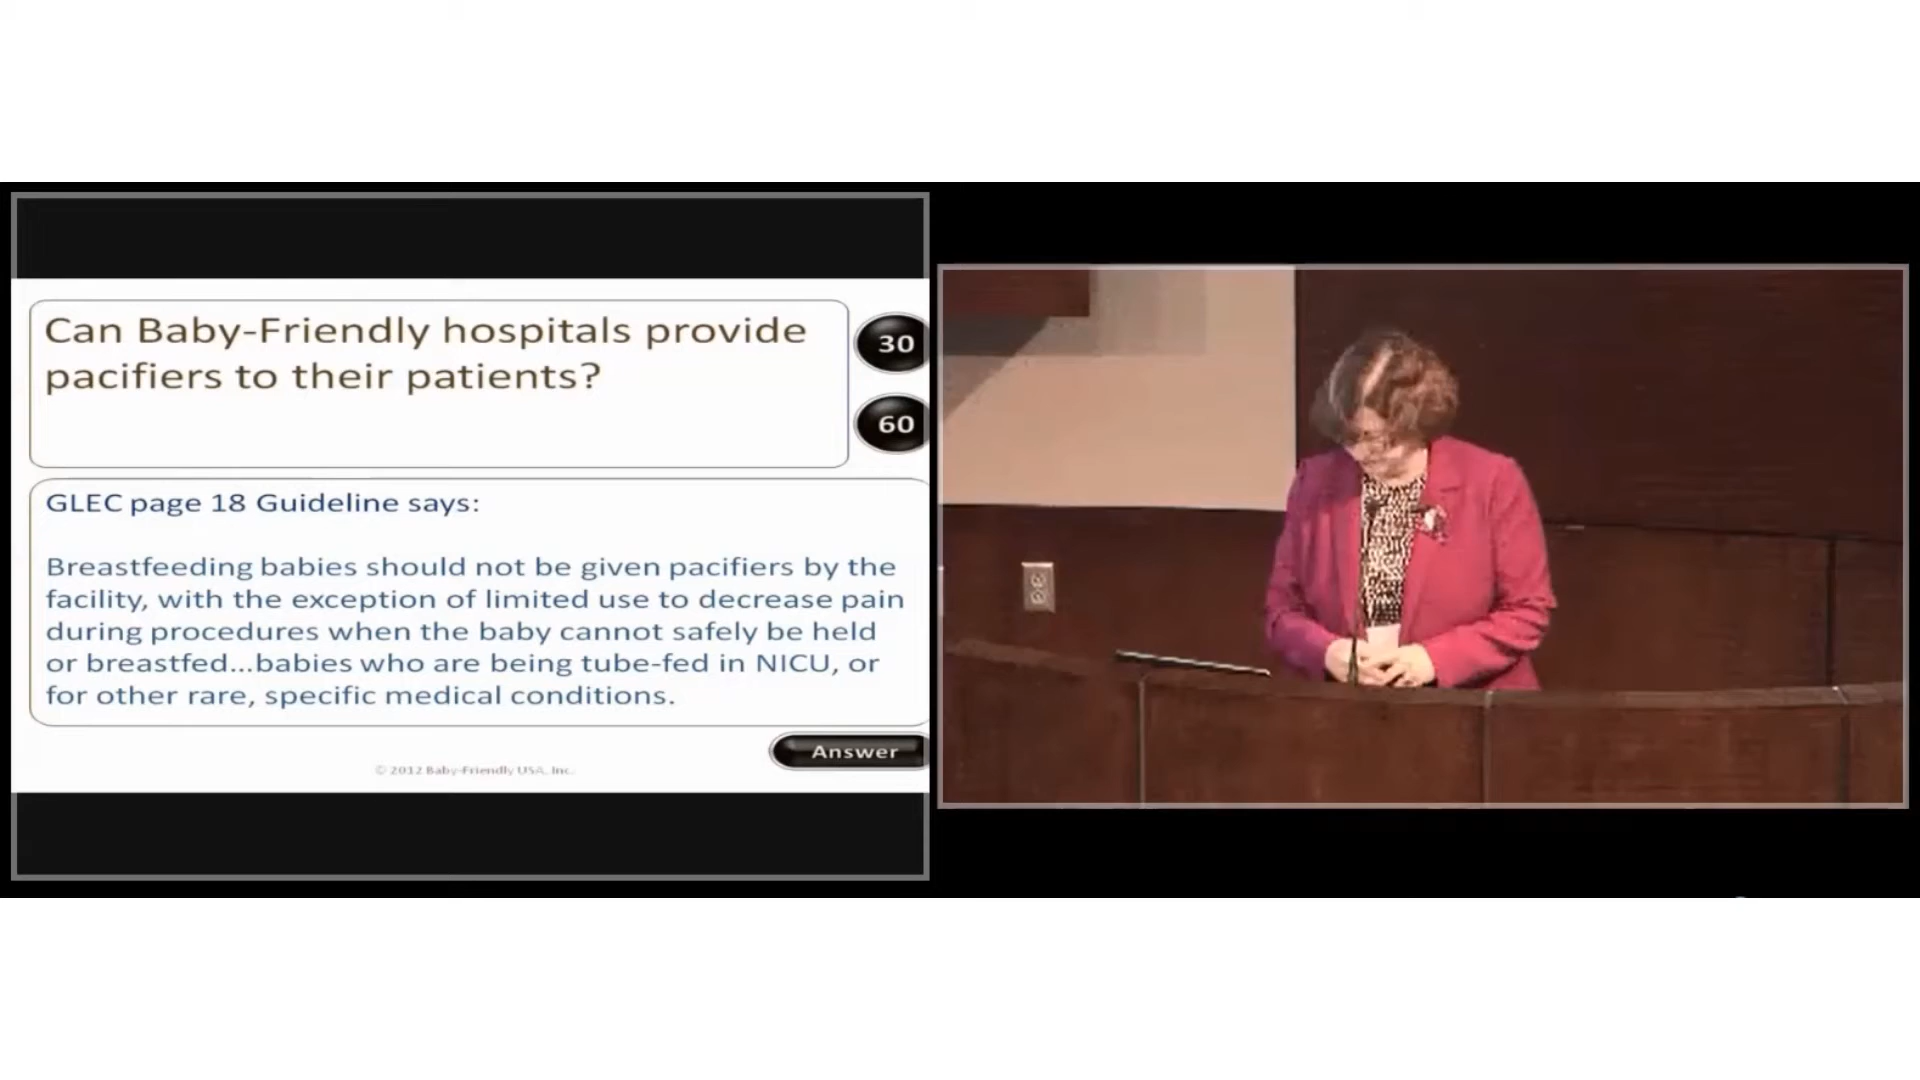 Can Baby-Friendly hospitals provide
pacifiers to their patients?
30
60
GLEC page 18 Guideline says:
Breastfeeding babies should not be given pacifiers by the
facility, with the exception of limited use to decrease pain
during procedures when the baby cannot safely be held
or breastfed...babies who are being tube-fed in NICU, or
for other rare, specific medical conditions.
Answer
© 2012 Baby-Friendly USA, Inc.